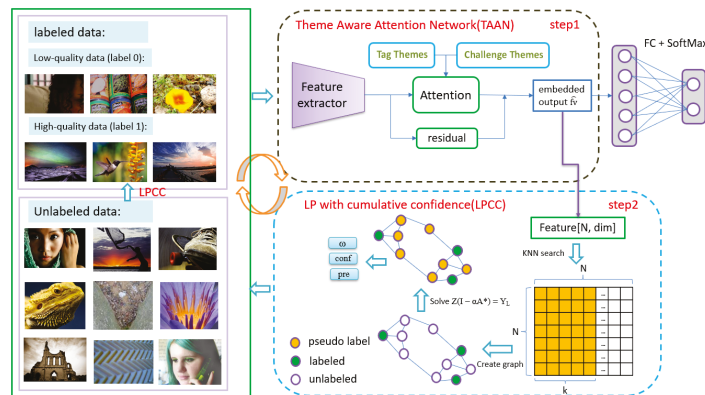 labeled data:
Low-quality data (label 0):
High-quality data (label 1):
LPCC
Unlabeled data:
Theme Aware Attention Network(TAAN)
step1
Tag Themes
Challenge Themes
Feature
extractor
Attention
residual
embedded
output fv
FC + SoftMax
LP with cumulative confidence(LPCC)
step2
ω
conf
pre
Solve Z(I − αA*) = Y_L
pseudo label
labeled
unlabeled
Create graph
Feature[N, dim]
KNN search
N
N
...
...
...
...
...
...
...
k